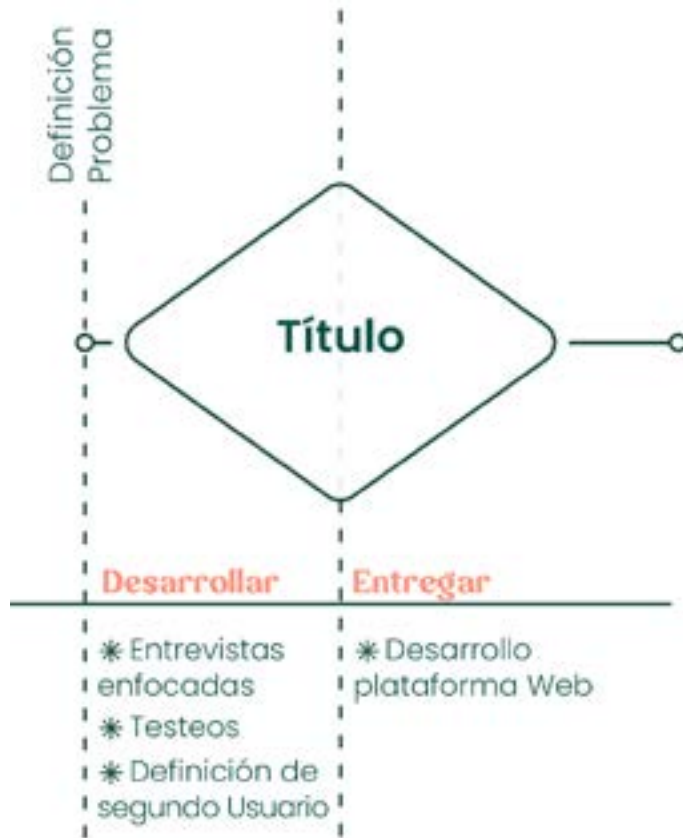 Definición
Problema
Título
Desarrollar
Entregar
✳ Entrevistas
enfocadas
✳ Testeos
✳ Definición de
segundo Usuario
✳ Desarrollo
plataforma Web